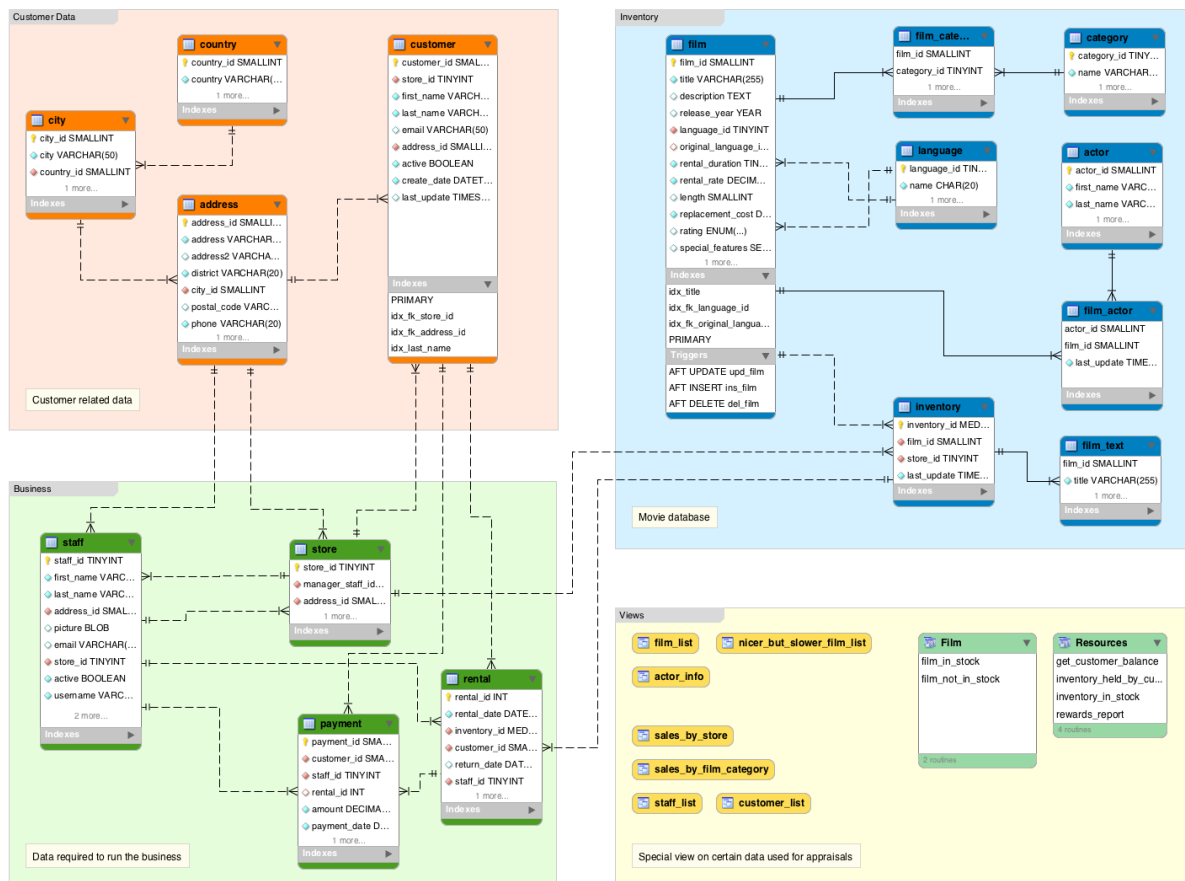 Customer Data
country
country_id SMALLINT
country VARCHAR(...
1 more...
Indexes
customer
customer_id SMAL...
store_id TINYINT
first_name VARCH...
last_name VARCH...
email VARCHAR(50)
address_id SMALLI...
active BOOLEAN
create_date DATET...
last_update TIMES...
Indexes
PRIMARY
idx_fk_store_id
idx_fk_address_id
idx_last_name
city
city_id SMALLINT
city VARCHAR(50)
country_id SMALLINT
1 more...
Indexes
address
address_id SMALLI...
address VARCHAR...
address2 VARCHA...
district VARCHAR(20)
city_id SMALLINT
postal_code VARC...
phone VARCHAR(20)
1 more...
Indexes
Customer related data
Inventory
film
film_id SMALLINT
title VARCHAR(255)
description TEXT
release_year YEAR
language_id TINYINT
original_language_i...
rental_duration TIN...
rental_rate DECIM...
length SMALLINT
replacement_cost D...
rating ENUM(...)
special_features SE...
1 more...
Indexes
idx_title
idx_fk_language_id
idx_fk_original_langua...
PRIMARY
Triggers
AFT UPDATE upd_film
AFT INSERT ins_film
AFT DELETE del_film
film_cate...
film_id SMALLINT
category_id TINYINT
1 more...
Indexes
category
category_id TINY...
name VARCHAR...
1 more...
Indexes
language
language_id TIN...
name CHAR(20)
1 more...
Indexes
actor
actor_id SMALLINT
first_name VARC...
last_name VARC...
1 more...
Indexes
film_actor
actor_id SMALLINT
film_id SMALLINT
last_update TIME...
Indexes
inventory
inventory_id MED...
film_id SMALLINT
store_id TINYINT
last_update TIME...
Indexes
film_text
film_id SMALLINT
title VARCHAR(255)
1 more...
Indexes
Movie database
Business
staff
staff_id TINYINT
first_name VARC...
last_name VARC...
address_id SMAL...
picture BLOB
email VARCHAR(...
store_id TINYINT
active BOOLEAN
username VARC...
2 more...
Indexes
store
store_id TINYINT
manager_staff_id...
address_id SMAL...
1 more...
Indexes
payment
payment_id SMA...
customer_id SMA...
staff_id TINYINT
rental_id INT
amount DECIMA...
payment_date D...
1 more...
Indexes
rental
rental_id INT
rental_date DATE...
inventory_id MED...
customer_id SMA...
return_date DAT...
staff_id TINYINT
1 more...
Indexes
Data required to run the business
Views
film_list
nicer_but_slower_film_list
actor_info
sales_by_store
sales_by_film_category
staff_list
customer_list
Film
film_in_stock
film_not_in_stock
2 routines
Resources
get_customer_balance
inventory_held_by_cu...
inventory_in_stock
rewards_report
4 routines
Special view on certain data used for appraisals